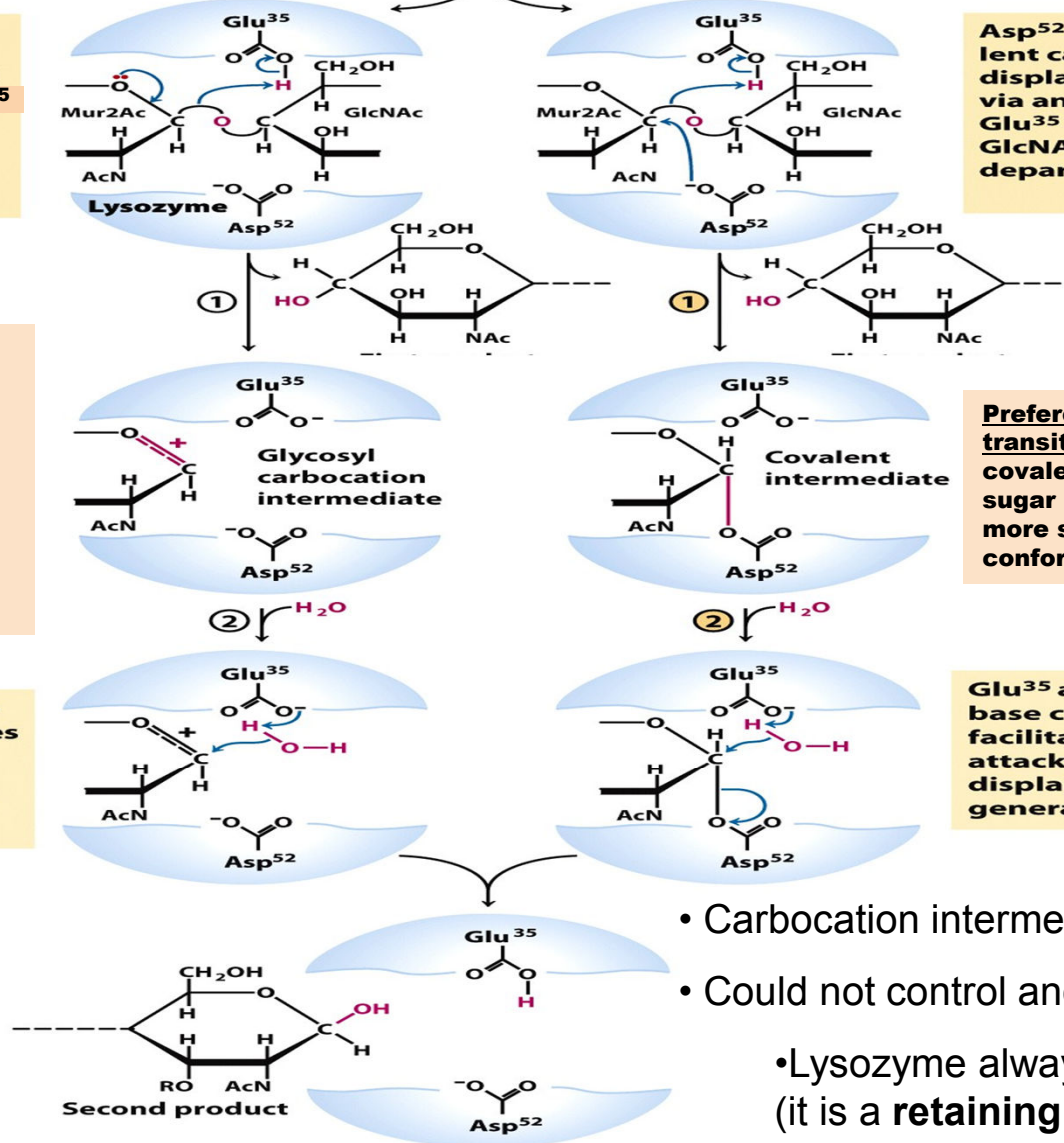 Glu35
Glu35
Asp52
lent ca
displa
via an
Glu35
GlcNA
depar
5
O
O
H
CH2OH
O
O
H
CH2OH
O
Mur2Ac
H
C
O
C
H
GlcNAc
OH
H
H
H
AcN
O
Mur2Ac
H
C
O
C
H
GlcNAc
OH
H
H
H
AcN
Lysozyme
−O
O
Asp52
−O
O
Asp52
1
CH2OH
O
H
C
H
HO
OH
H
H
NAc
1
CH2OH
O
H
C
H
HO
OH
H
H
NAc
Glu35
O
O−
O
+
C
H
H
AcN
Glycosyl
carbocation
intermediate
−O
O
Asp52
Glu35
O
O−
O
H
C
H
AcN
Covalent
intermediate
O
O
Asp52
Prefer
transit
covale
sugar
more s
confor
2
H2O
2
H2O
Glu35
O
O−
O
+
C
H
H
AcN
H
O—H
−O
O
Asp52
es
Glu35
O
O−
O
H
C
H
AcN
H
O—H
O
O
Asp52
Glu35 a
base c
facilita
attack
displa
genera
Glu35
O
O
H
CH2OH
O
H
OH
C
H
H
H
RO
AcN
Second product
−O
O
Asp52
• Carbocation interme
• Could not control an
•Lysozyme alway
(it is a retaining